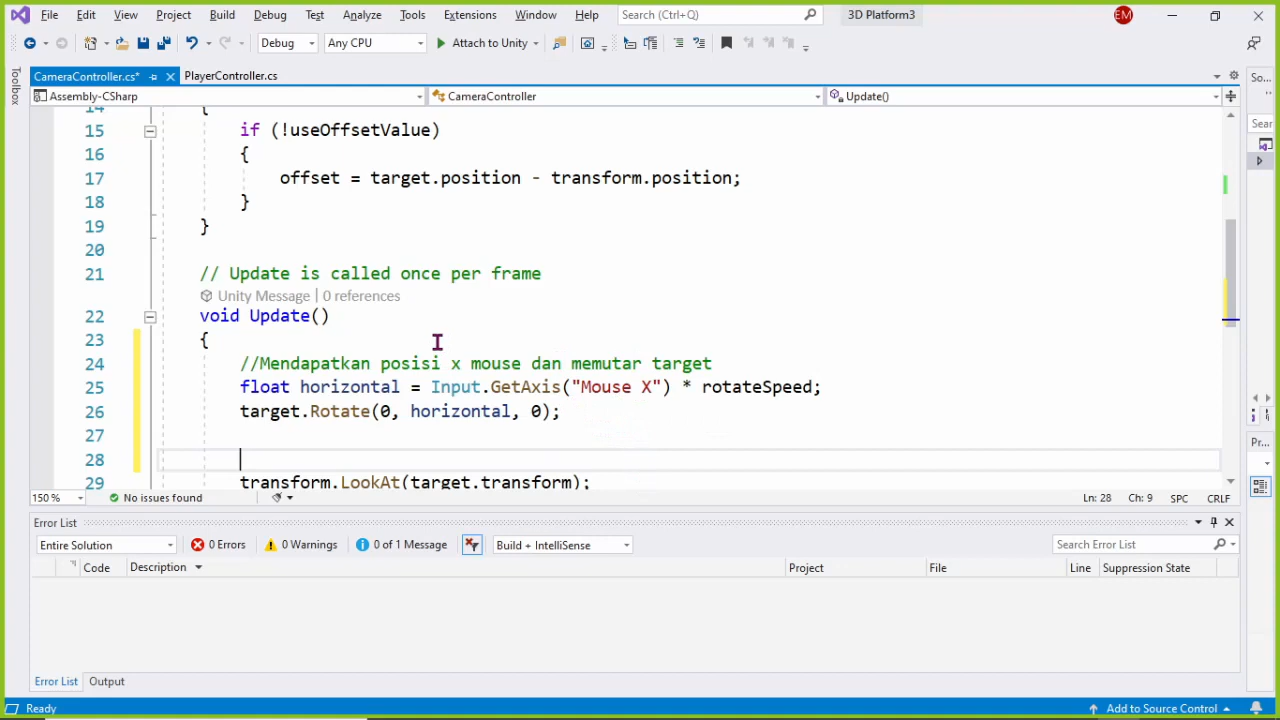 File Edit View Project Build Debug Test Analyze Tools Extensions Window Help Search (Ctrl+Q) 3D Platform3 EM
Debug Any CPU Attach to Unity
CameraController.cs* PlayerController.cs
Toolbox
Assembly-CSharp CameraController Update()
14 {
15 if (!useOffsetValue)
16 {
17 offset = target.position - transform.position;
18 }
19 }
20
21 // Update is called once per frame
Unity Message | 0 references
22 void Update()
23 {
24 //Mendapatkan posisi x mouse dan memutar target
25 float horizontal = Input.GetAxis("Mouse X") * rotateSpeed;
26 target.Rotate(0, horizontal, 0);
27
28
29 transform.LookAt(target.transform);
150 % No issues found Ln: 28 Ch: 9 SPC CRLF
So...
Sear
Pr...
Error List
Entire Solution 0 Errors 0 Warnings 0 of 1 Message Build + IntelliSense Search Error List
Code Description Project File Line Suppression State
Error List Output
Ready Add to Source Control